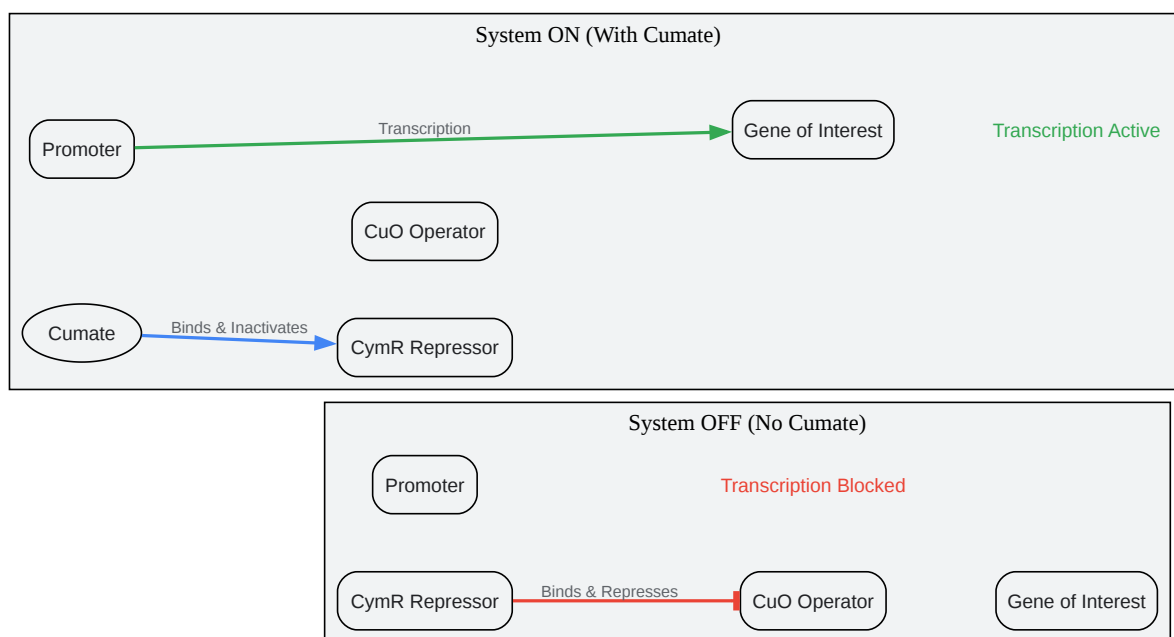 System ON (With Cumate)
Transcription
Promoter
Gene of Interest
Transcription Active
CuO Operator
Cumate
Binds & Inactivates
CymR Repressor
System OFF (No Cumate)
Promoter
Transcription Blocked
CymR Repressor
Binds & Represses
CuO Operator
Gene of Interest